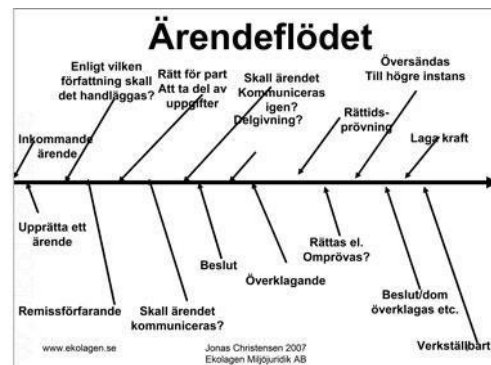 Ärendeflödet
Enligt vilken
författning skall
det handläggas?
Rätt för part
Att ta del av
uppgifter
Skall ärendet
Kommuniceras
igen?
Delgivning?
Översändas
Till högre instans
Inkommande
ärende
Rättids-
prövning
Laga kraft
Upprätta ett
ärende
Beslut
Överklagande
Rättas el.
Omprövas?
Remissförfarande
Skall ärendet
kommuniceras?
Beslut/dom
överklagas etc.
Verkställbart
www.ekolagen.se
Jonas Christensen 2007
Ekolagen Miljöjuridik AB